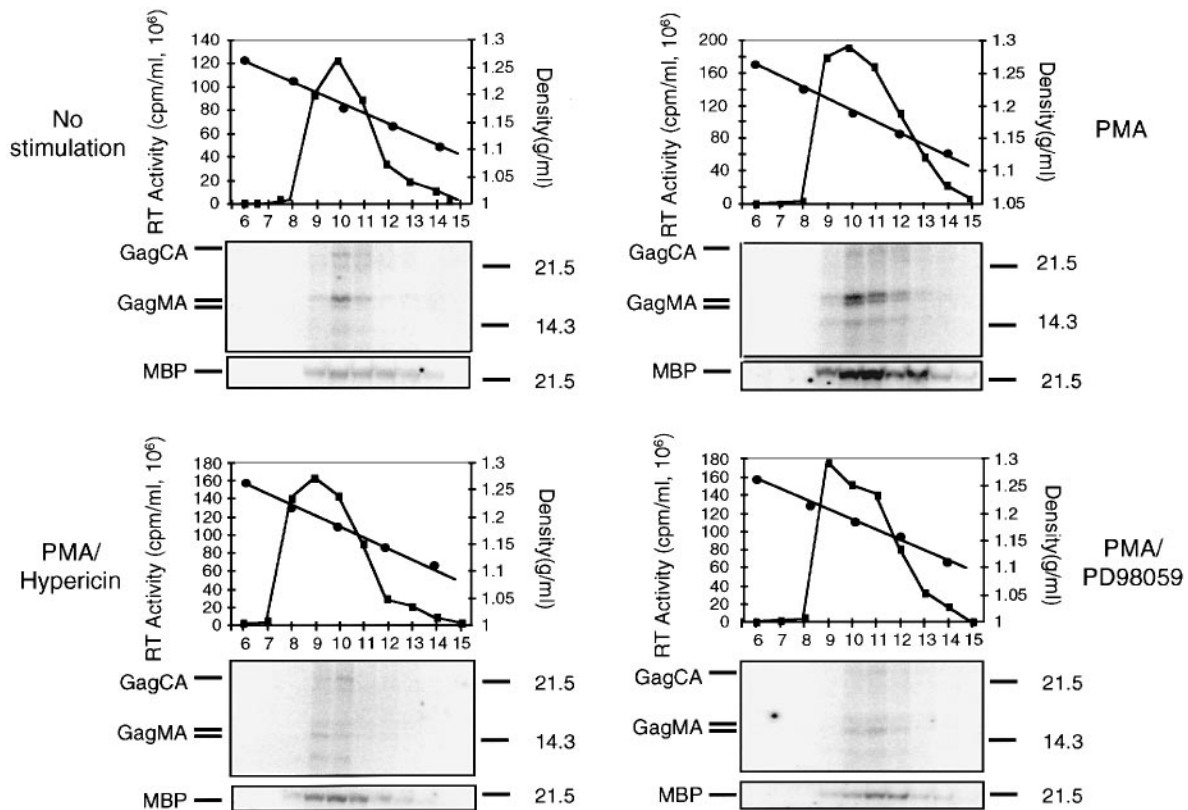 No
stimulation
RT Activity (cpm/ml, 10⁶)
140
120
100
80
60
40
20
0
6 7 8 9 10 11 12 13 14 15
1.3
1.25
1.2
1.15
1.1
1.05
1
Density(g/ml)
GagCA
GagMA
21.5
14.3
MBP
21.5
PMA
RT Activity (cpm/ml, 10⁶)
200
160
120
80
40
0
6 7 8 9 10 11 12 13 14 15
1.3
1.25
1.2
1.15
1.1
1.05
Density(g/ml)
GagCA
GagMA
21.5
14.3
MBP
21.5
PMA/
Hypericin
RT Activity (cpm/ml, 10⁶)
180
160
140
120
100
80
60
40
20
0
6 7 8 9 10 11 12 13 14 15
1.3
1.25
1.2
1.15
1.1
1.05
1
Density(g/ml)
GagCA
GagMA
21.5
14.3
MBP
21.5
PMA/
PD98059
RT Activity (cpm/ml, 10⁶)
180
160
140
120
100
80
60
40
20
0
6 7 8 9 10 11 12 13 14 15
1.3
1.25
1.2
1.15
1.1
1.05
1
Density(g/ml)
GagCA
GagMA
21.5
14.3
MBP
21.5